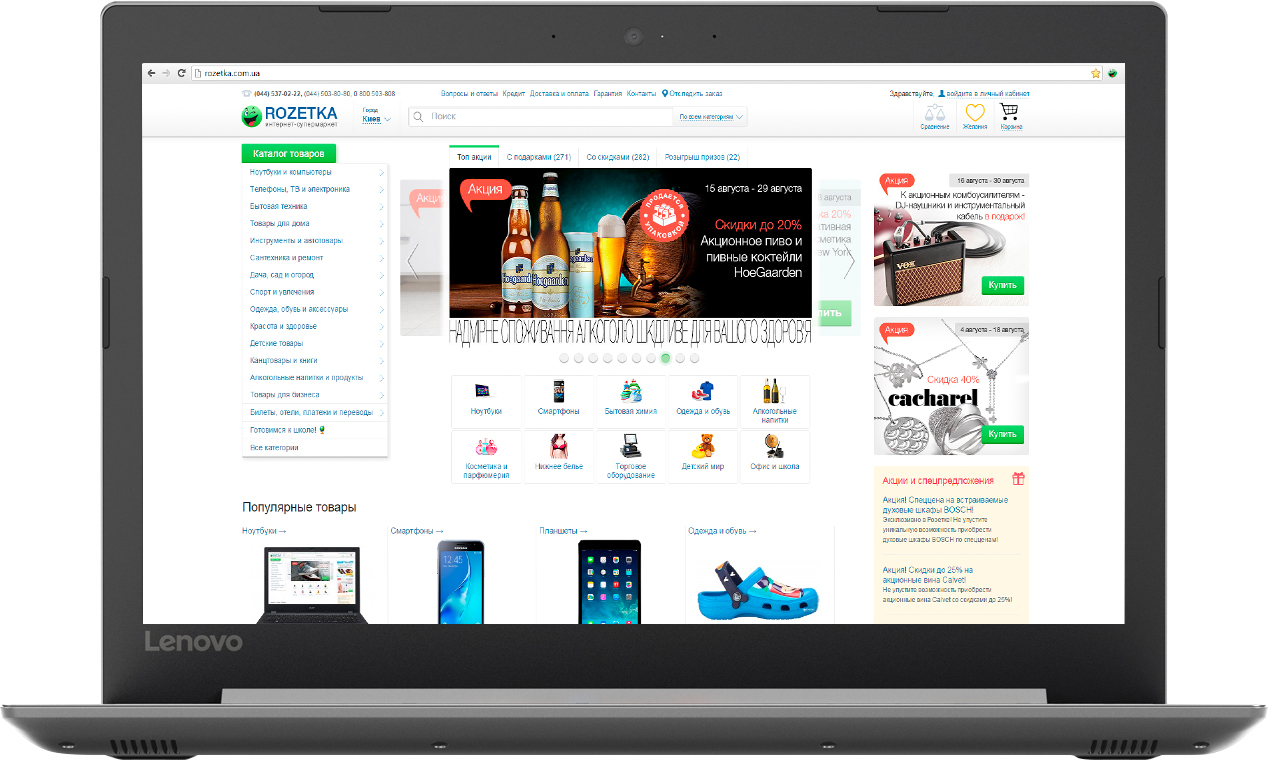 rozetka.com.ua
(044) 537-02-22, (044) 503-80-80, 0 800 503-808
Вопросы и ответы Кредит Доставка и оплата Гарантия Контакты Отследить заказ
Здравствуйте, войдите в личный кабинет
ROZETKA
интернет-супермаркет
Город
Киев
Поиск
По всем категориям
Сравнение
Желания
Корзина
Каталог товаров
Ноутбуки и компьютеры
Телефоны, ТВ и электроника
Бытовая техника
Товары для дома
Инструменты и автотовары
Сантехника и ремонт
Дача, сад и огород
Спорт и увлечения
Одежда, обувь и аксессуары
Красота и здоровье
Детские товары
Канцтовары и книги
Алкогольные напитки и продукты
Товары для бизнеса
Билеты, отели, платежи и переводы
Готовимся к школе!
Все категории
Топ акции
С подарками (271)
Со скидками (282)
Розыгрыш призов (22)
Акция
15 августа - 29 августа
ПРОДАЕТСЯ
УПАКОВКОЙ
Скидки до 20%
Акционное пиво и
пивные коктейли
HoeGaarden
Hoegaarden
Hoegaarden
НАДМІРНЕ СПОЖИВАННЯ АЛКОГОЛЮ ШКІДЛИВЕ ДЛЯ ВАШОГО ЗДОРОВ'Я
Ноутбуки
Смартфоны
Бытовая химия
Одежда и обувь
Алкогольные
напитки
Косметика и
парфюмерия
Нижнее белье
Торговое
оборудование
Детский мир
Офис и школа
Акция
16 августа - 30 августа
К акционным комбоусилителям -
DJ-наушники и инструментальный
кабель в подарок!
VOX
Купить
Акция
4 августа - 18 августа
Скидка 40%
cacharel
Купить
Акции и спецпредложения
Акция! Спеццена на встраиваемые
духовые шкафы BOSCH!
Эксклюзивно в Розетке! Не упустите
уникальную возможность приобрести
духовые шкафы BOSCH по спецценам!
Акция! Скидки до 25% на
акционные вина Calvet!
Не упустите возможность приобрести
акционные вина Calvet со скидками до 25%!
Популярные товары
Ноутбуки →
Смартфоны →
Планшеты →
Одежда и обувь →
SAMSUNG
12:45
Lenovo